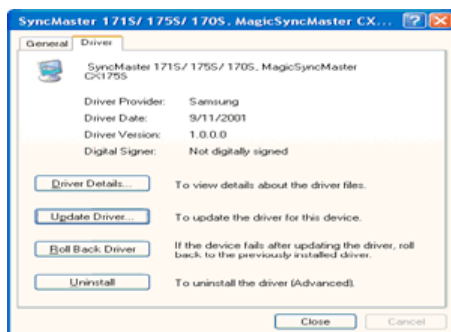 SyncMaster 171S/ 175S/ 170S, MagicSyncMaster CX...
General
Driver
SyncMaster 171S/ 175S/ 170S, MagicSyncMaster
CX175S
Driver Provider: Samsung
Driver Date: 9/11/2001
Driver Version: 1.0.0.0
Digital Signer: Not digitally signed
Driver Details... To view details about the driver files.
Update Driver... To update the driver for this device.
Roll Back Driver If the device fails after updating the driver, roll
back to the previously installed driver.
Uninstall To uninstall the driver (Advanced).
Close Cancel